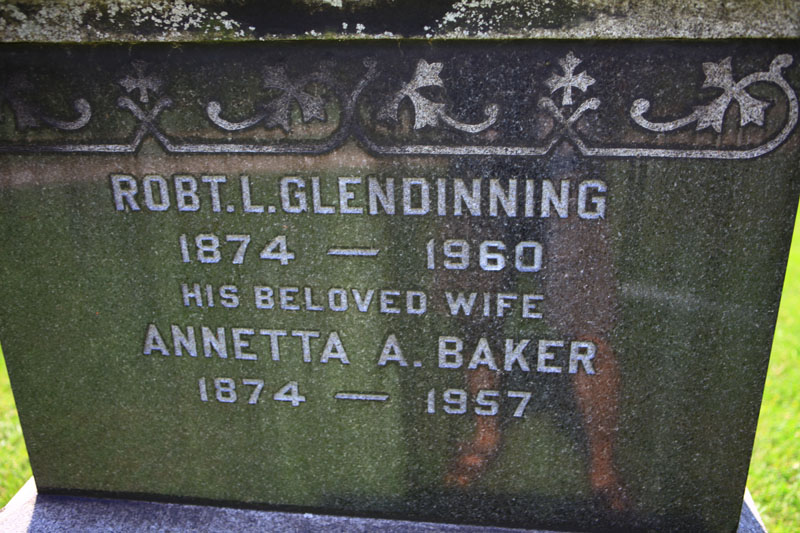 ROBT. L. GLENDINNING
1874 — 1960
HIS BELOVED WIFE
ANNETTA A. BAKER
1874 — 1957